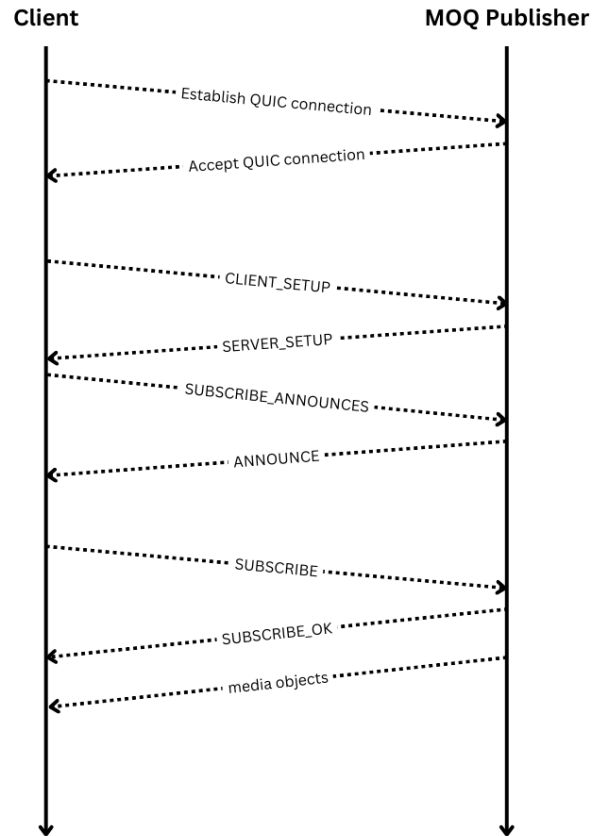 Client
MOQ Publisher
Establish QUIC connection
Accept QUIC connection
CLIENT_SETUP
SERVER_SETUP
SUBSCRIBE_ANNOUNCES
ANNOUNCE
SUBSCRIBE
SUBSCRIBE_OK
media objects